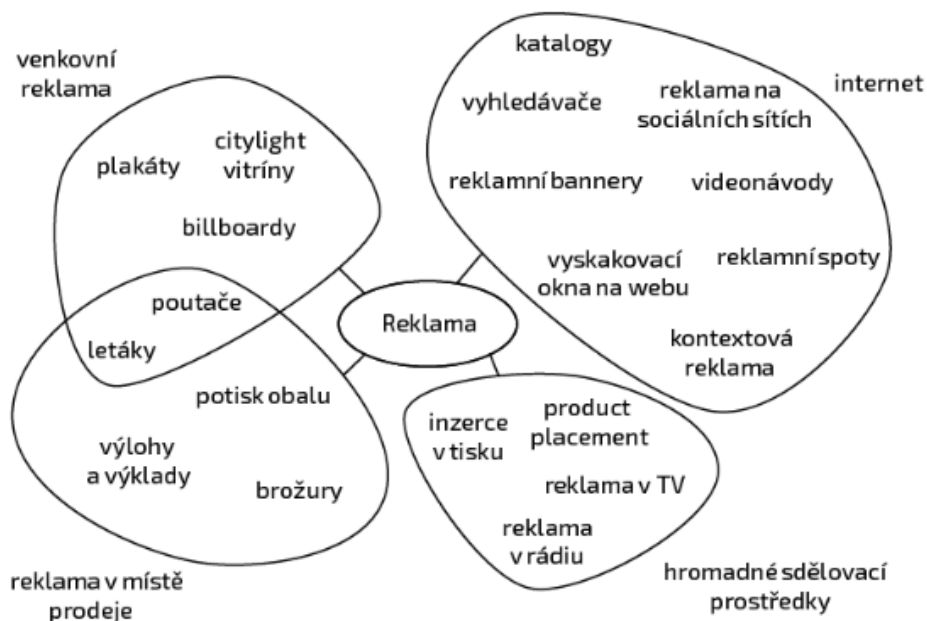 venkovní
reklama
plakáty
citylight
vitríny
billboardy
poutače
letáky
potisk obalu
výlohy
a výklady
brožury
reklama v místě
prodeje
Reklama
katalogy
internet
vyhledávače
reklama na
sociálních sítích
reklamní bannery
videonávody
vyskakovací
okna na webu
reklamní spoty
kontextová
reklama
inzerce
v tisku
product
placement
reklama v TV
reklama
v rádiu
hromadné sdělovací
prostředky